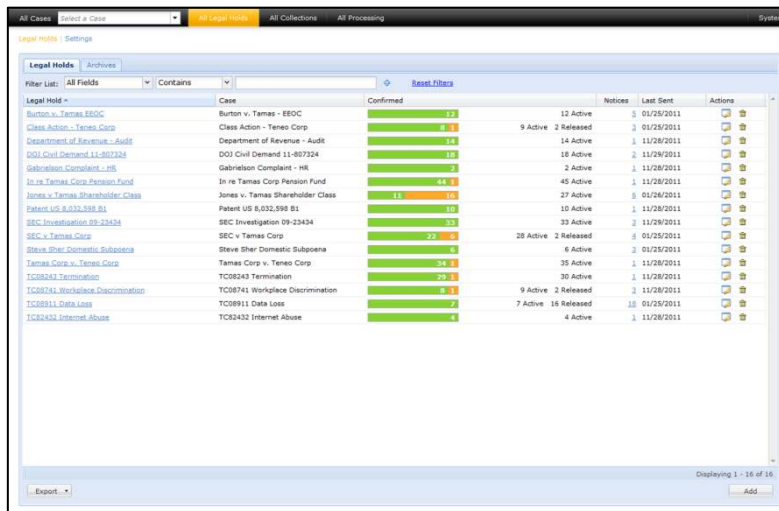 All Cases Select a Case All Legal Holds All Collections All Processing Syste
Legal Holds | Settings
Legal Holds Archives
Filter List: All Fields Contains Reset Filters
Legal Hold Case Confirmed Notices Last Sent Actions
Burton v. Tamas EEOC Burton v. Tamas - EEOC 12 12 Active 5 01/25/2011
Class Action - Teneo Corp Class Action - Teneo Corp 8 1 9 Active 2 Released 3 01/25/2011
Department of Revenue - Audit Department of Revenue - Audit 14 14 Active 1 11/28/2011
DOJ Civil Demand 11-807324 DOJ Civil Demand 11-807324 18 18 Active 2 11/29/2011
Gabrielson Complaint - HR Gabrielson Complaint - HR 2 2 Active 1 11/28/2011
In re Tamas Corp Pension Fund In re Tamas Corp Pension Fund 44 1 45 Active 1 11/28/2011
Jones v. Tamas Shareholder Class Jones v. Tamas Shareholder Class 11 16 27 Active 6 01/26/2011
Patent US 8,032,598 B1 Patent US 8,032,598 B1 10 10 Active 1 11/28/2011
SEC Investigation 09-23434 SEC Investigation 09-23434 33 33 Active 3 11/29/2011
SEC v Tamas Corp SEC v Tamas Corp 22 6 28 Active 2 Released 4 01/25/2011
Steve Sher Domestic Subpoena Steve Sher Domestic Subpoena 6 6 Active 3 01/25/2011
Tamas Corp v. Teneo Corp Tamas Corp v. Teneo Corp 34 1 35 Active 1 11/28/2011
TC08243 Termination TC08243 Termination 29 1 30 Active 1 11/28/2011
TC08741 Workplace Discrimination TC08741 Workplace Discrimination 8 1 9 Active 2 Released 3 11/28/2011
TC08911 Data Loss TC08911 Data Loss 7 7 Active 16 Released 18 01/25/2011
TC82432 Internet Abuse TC82432 Internet Abuse 4 4 Active 1 11/28/2011
Displaying 1 - 16 of 16
Export Add